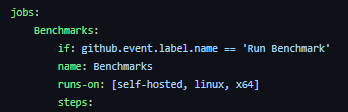 jobs:
Benchmarks:
if: github.event.label.name == 'Run Benchmark'
name: Benchmarks
runs-on: [self-hosted, linux, x64]
steps: